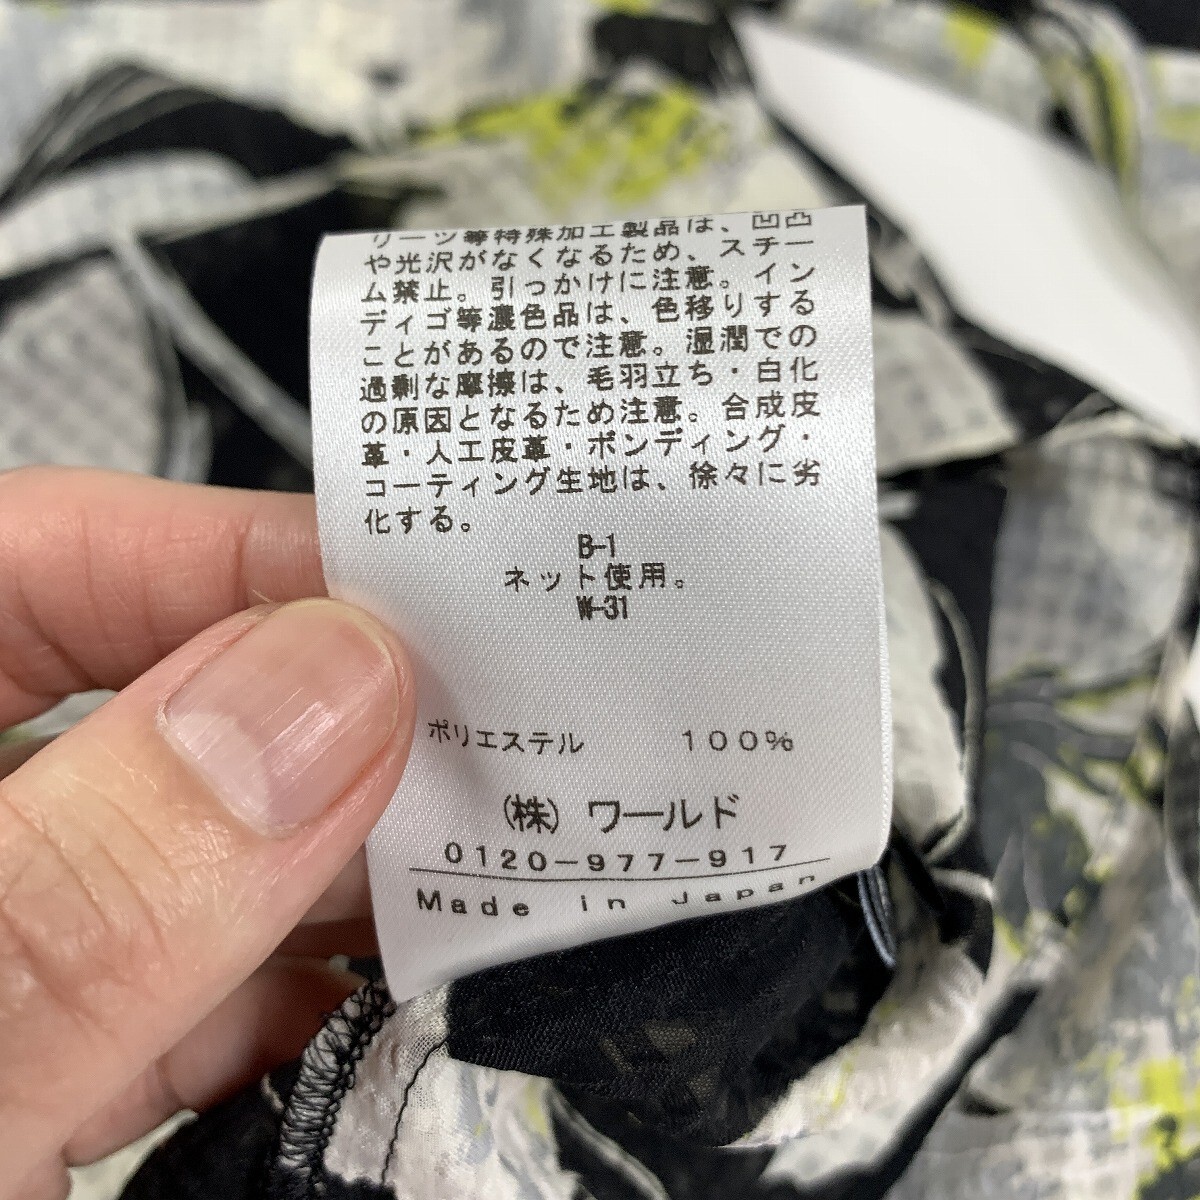 リーツ等特殊加工製品は、凹凸
や光沢がなくなるため、スチー
ム禁止。引っかけに注意。イン
ディゴ等濃色品は、色移りする
ことがあるので注意。湿潤での
過剰な摩擦は、毛羽立ち・白化
の原因となるため注意。合成皮
革・人工皮革・ボンディング・
コーティング生地は、徐々に劣
化する。
B-1
ネット使用。
W-31
ポリエステル 100%
(株)ワールド
0120-977-917
Made in Japan